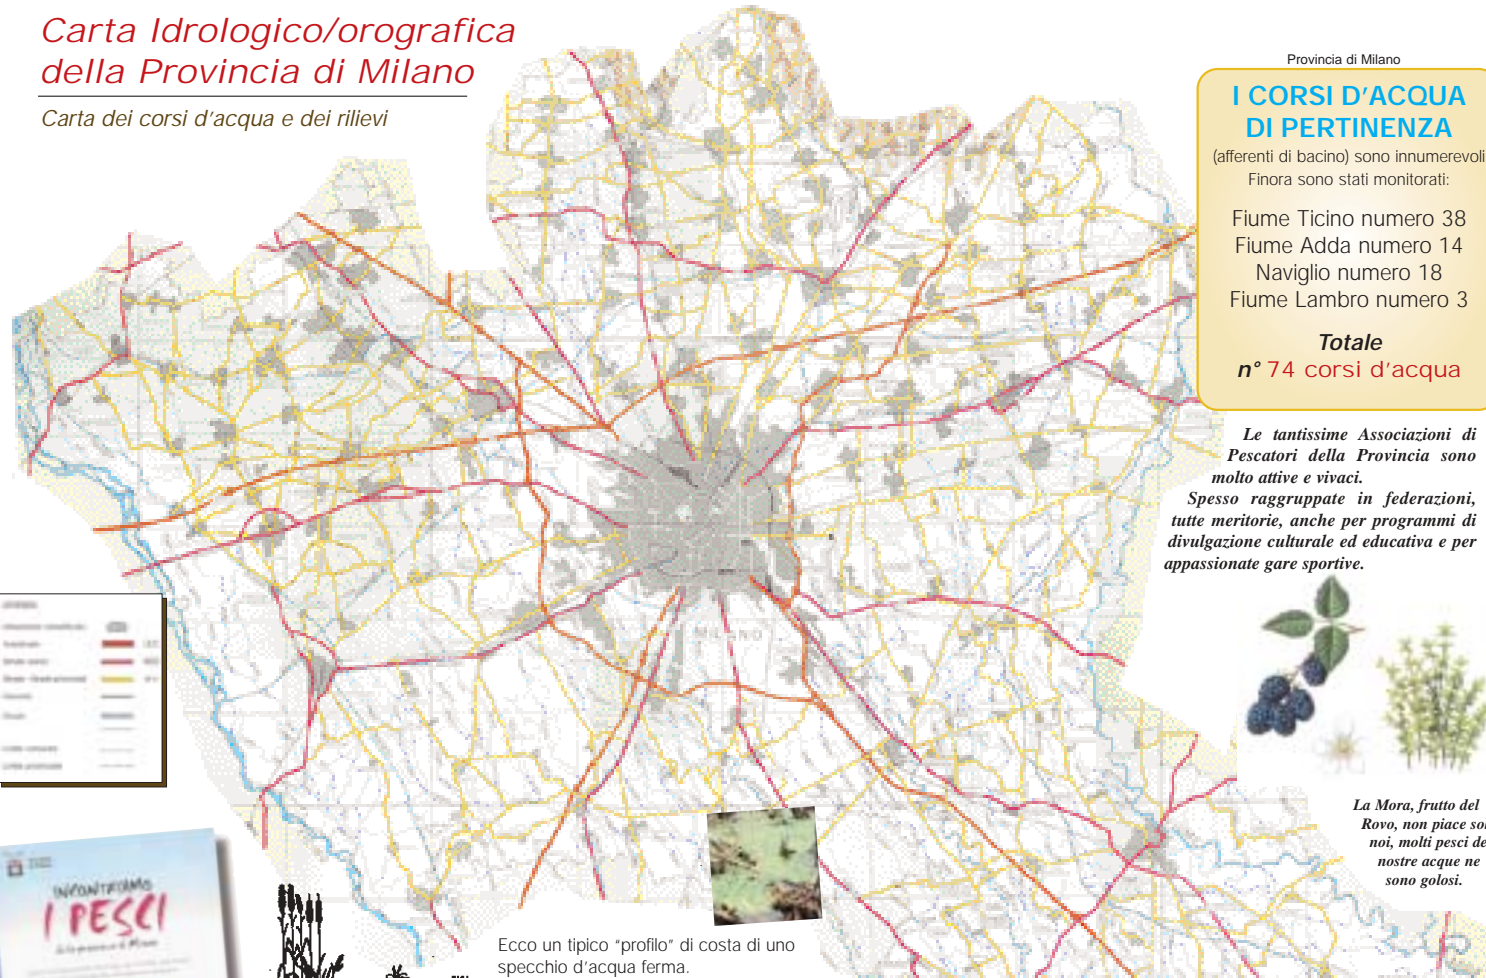 Carta Idrologico/orografica
della Provincia di Milano
Carta dei corsi d'acqua e dei rilievi
Provincia di Milano
I CORSI D'ACQUA
DI PERTINENZA
(afferenti di bacino) sono innumerevoli
Finora sono stati monitorati:
Fiume Ticino numero 38
Fiume Adda numero 14
Naviglio numero 18
Fiume Lambro numero 3
Totale
n° 74 corsi d'acqua
Le tantissime Associazioni di
Pescatori della Provincia sono
molto attive e vivaci.
Spesso raggruppate in federazioni,
tutte meritorie, anche per programmi di
divulgazione culturale ed educativa e per
appassionate gare sportive.
MILANO
La Mora, frutto del
Rovo, non piace sol
noi, molti pesci de
nostre acque ne
sono golosi.
INCONTRIAMO
I PESCI
Ecco un tipico "profilo" di costa di uno
specchio d'acqua ferma.